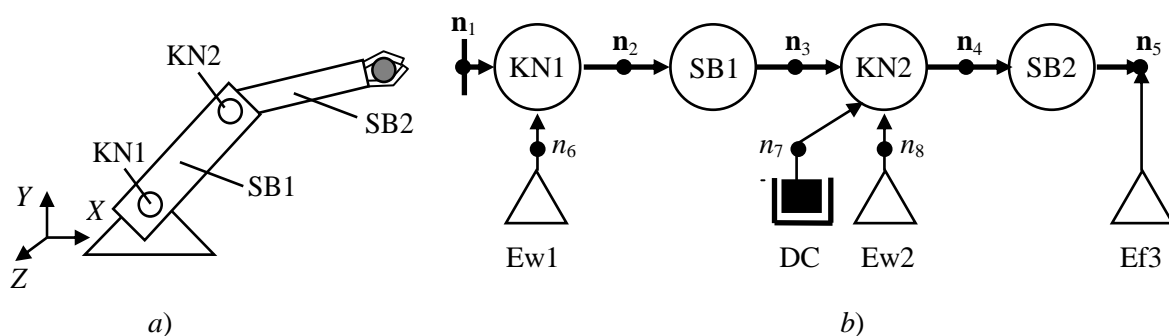 KN2
SB2
KN1
SB1
Y
X
Z
a)
n1
n2
n3
n4
n5
KN1
SB1
KN2
SB2
n6
n7
n8
-
Ew1
DC
Ew2
Ef3
b)